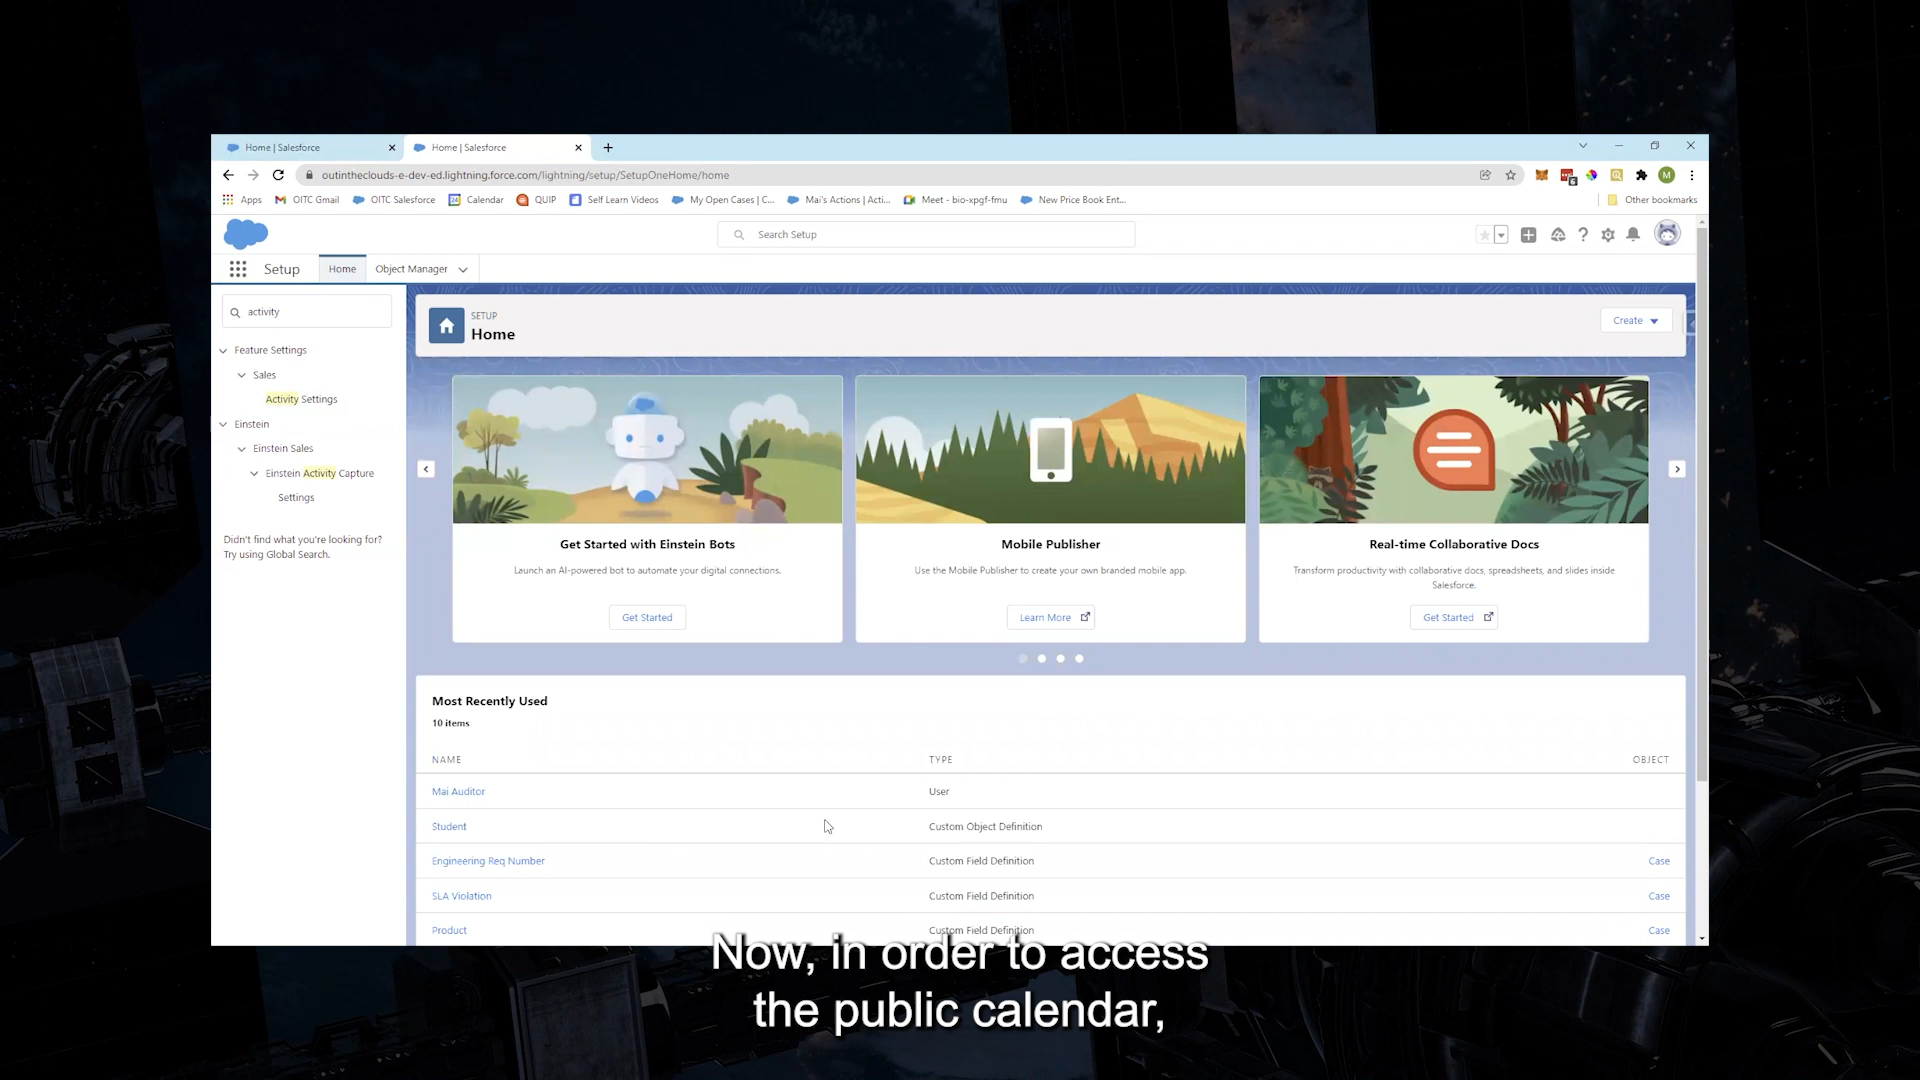 Home | Salesforce
Home | Salesforce
outintheclouds-e-dev-ed.lightning.force.com/lightning/setup/SetupOneHome/home
6
M
Apps
OITC Gmail
OITC Salesforce
Calendar
QUIP
Self Learn Videos
My Open Cases | C...
Mai's Actions | Acti...
Meet - bio-xpgf-fmu
New Price Book Ent...
Other bookmarks
Search Setup
Setup
Home
Object Manager
activity
Feature Settings
Sales
Activity Settings
Einstein
Einstein Sales
Einstein Activity Capture
Settings
Didn't find what you're looking for?
Try using Global Search.
SETUP
Home
Create
Get Started with Einstein Bots
Launch an AI-powered bot to automate your digital connections.
Get Started
Mobile Publisher
Use the Mobile Publisher to create your own branded mobile app.
Learn More
Real-time Collaborative Docs
Transform productivity with collaborative docs, spreadsheets, and slides inside
Salesforce.
Get Started
Most Recently Used
10 items
NAME TYPE OBJECT
Mai Auditor User
Student Custom Object Definition
Engineering Req Number Custom Field Definition Case
SLA Violation Custom Field Definition Case
Product Custom Field Definition Case
Now, in order to access
the public calendar,